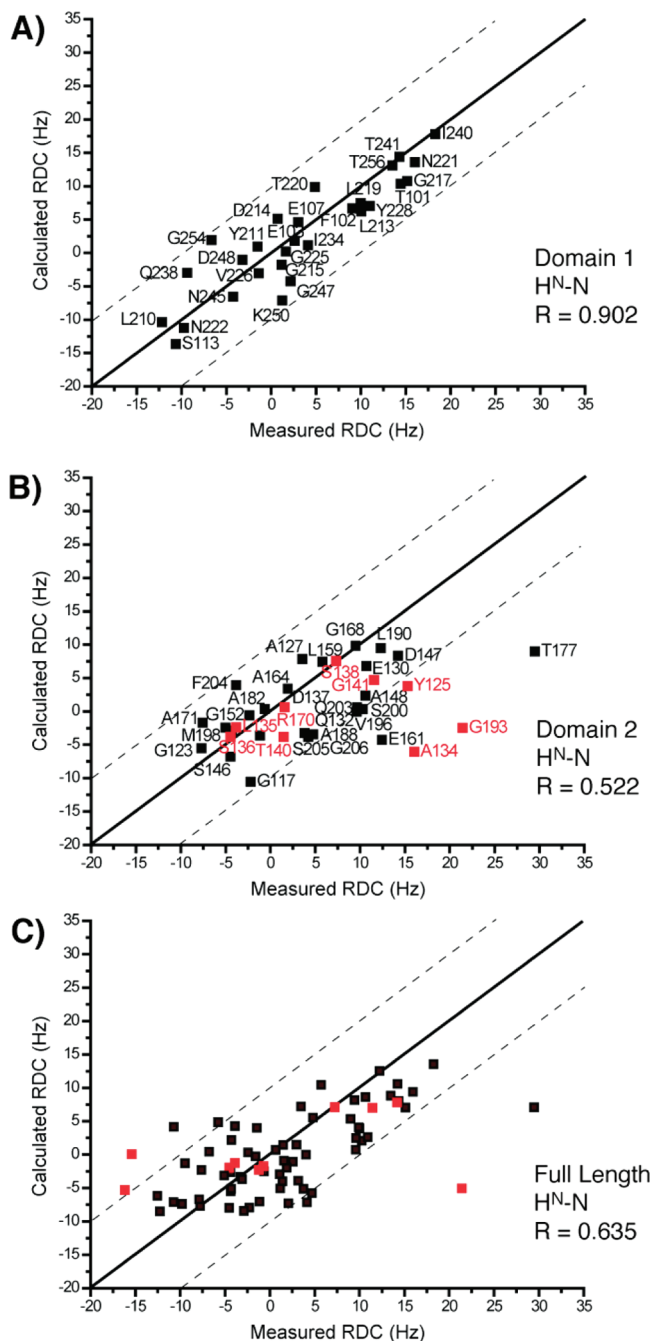 A)
35
30
25
20
15
10
5
0
-5
-10
-15
-20
Calculated RDC (Hz)
I240
T241
T256
N221
G217
L219
T101
T220
Y228
F102
L213
D214
E107
E103
I234
G254
Y211
G225
D248
G215
Q238
V226
G247
N245
K250
L210
N222
S113
Domain 1
Hᴺ-N
R = 0.902
-20 -15 -10 -5 0 5 10 15 20 25 30 35
Measured RDC (Hz)
B)
35
30
25
20
15
10
5
0
-5
-10
-15
-20
Calculated RDC (Hz)
G168
L190
A127
L159
D147
T177
S138
E130
F204
A164
G141
Y125
A182
D137
A148
A171
G152
R170
Q203
S200
G193
M198
L135
Q132
V196
G123
S136
T140
A188
E161
A134
S205
G206
S146
G117
Domain 2
Hᴺ-N
R = 0.522
-20 -15 -10 -5 0 5 10 15 20 25 30 35
Measured RDC (Hz)
C)
35
30
25
20
15
10
5
0
-5
-10
-15
-20
Calculated RDC (Hz)
Full Length
Hᴺ-N
R = 0.635
-20 -15 -10 -5 0 5 10 15 20 25 30 35
Measured RDC (Hz)